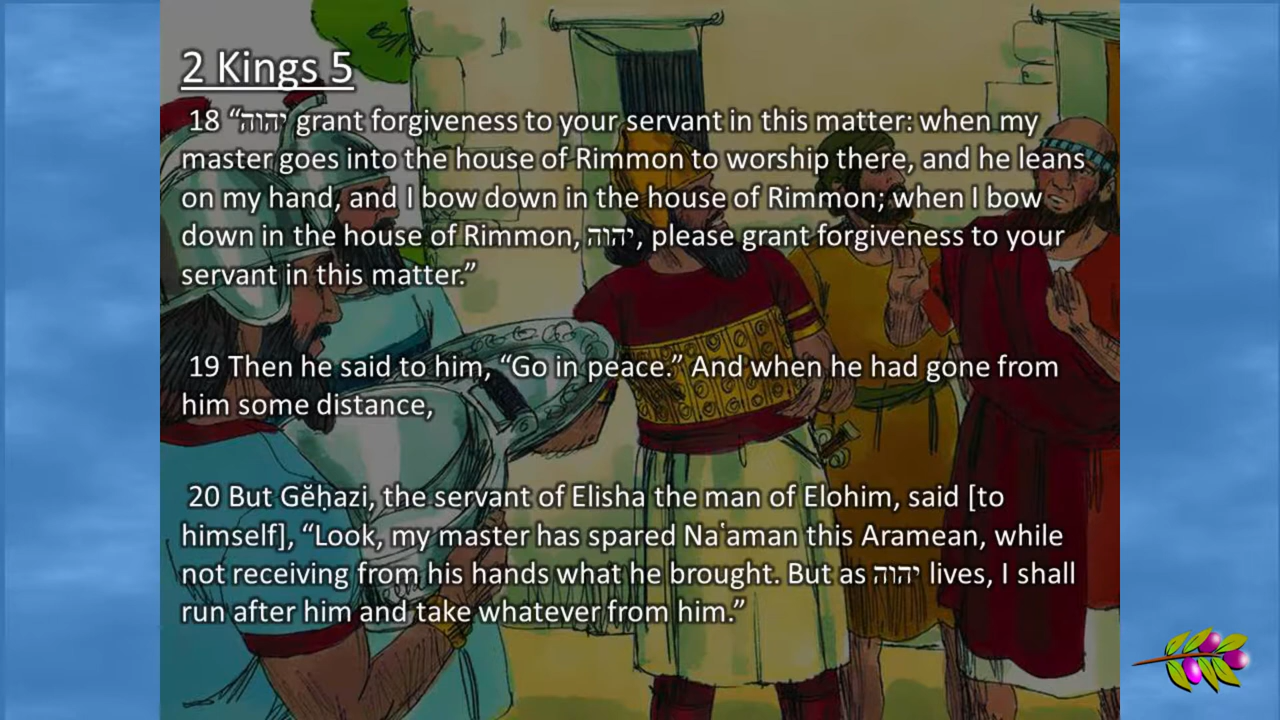 2 Kings 5
18 “יהוה grant forgiveness to your servant in this matter: when my
master goes into the house of Rimmon to worship there, and he leans
on my hand, and I bow down in the house of Rimmon; when I bow
down in the house of Rimmon, יהוה, please grant forgiveness to your
servant in this matter.”
19 Then he said to him, “Go in peace.” And when he had gone from
him some distance,
20 But Gĕḥazi, the servant of Elisha the man of Elohim, said [to
himself], “Look, my master has spared Naʽaman this Aramean, while
not receiving from his hands what he brought. But as יהוה lives, I shall
run after him and take whatever from him.”